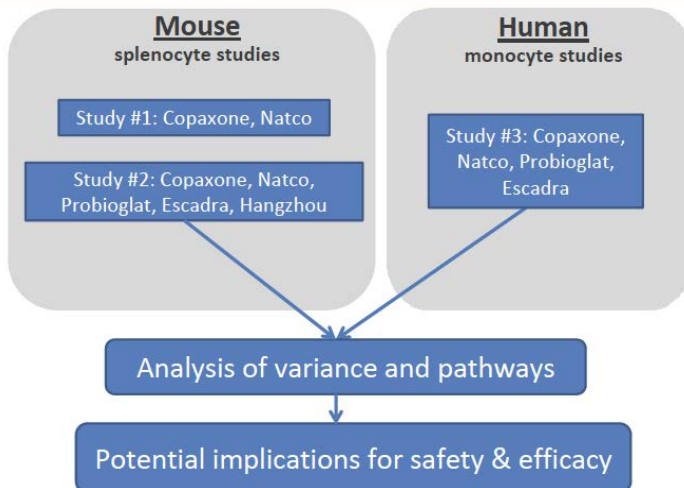 Mouse
splenocyte studies
Study #1: Copaxone, Natco
Study #2: Copaxone, Natco,
Probioglat, Escadra, Hangzhou
Human
monocyte studies
Study #3: Copaxone,
Natco, Probioglat,
Escadra
Analysis of variance and pathways
Potential implications for safety & efficacy